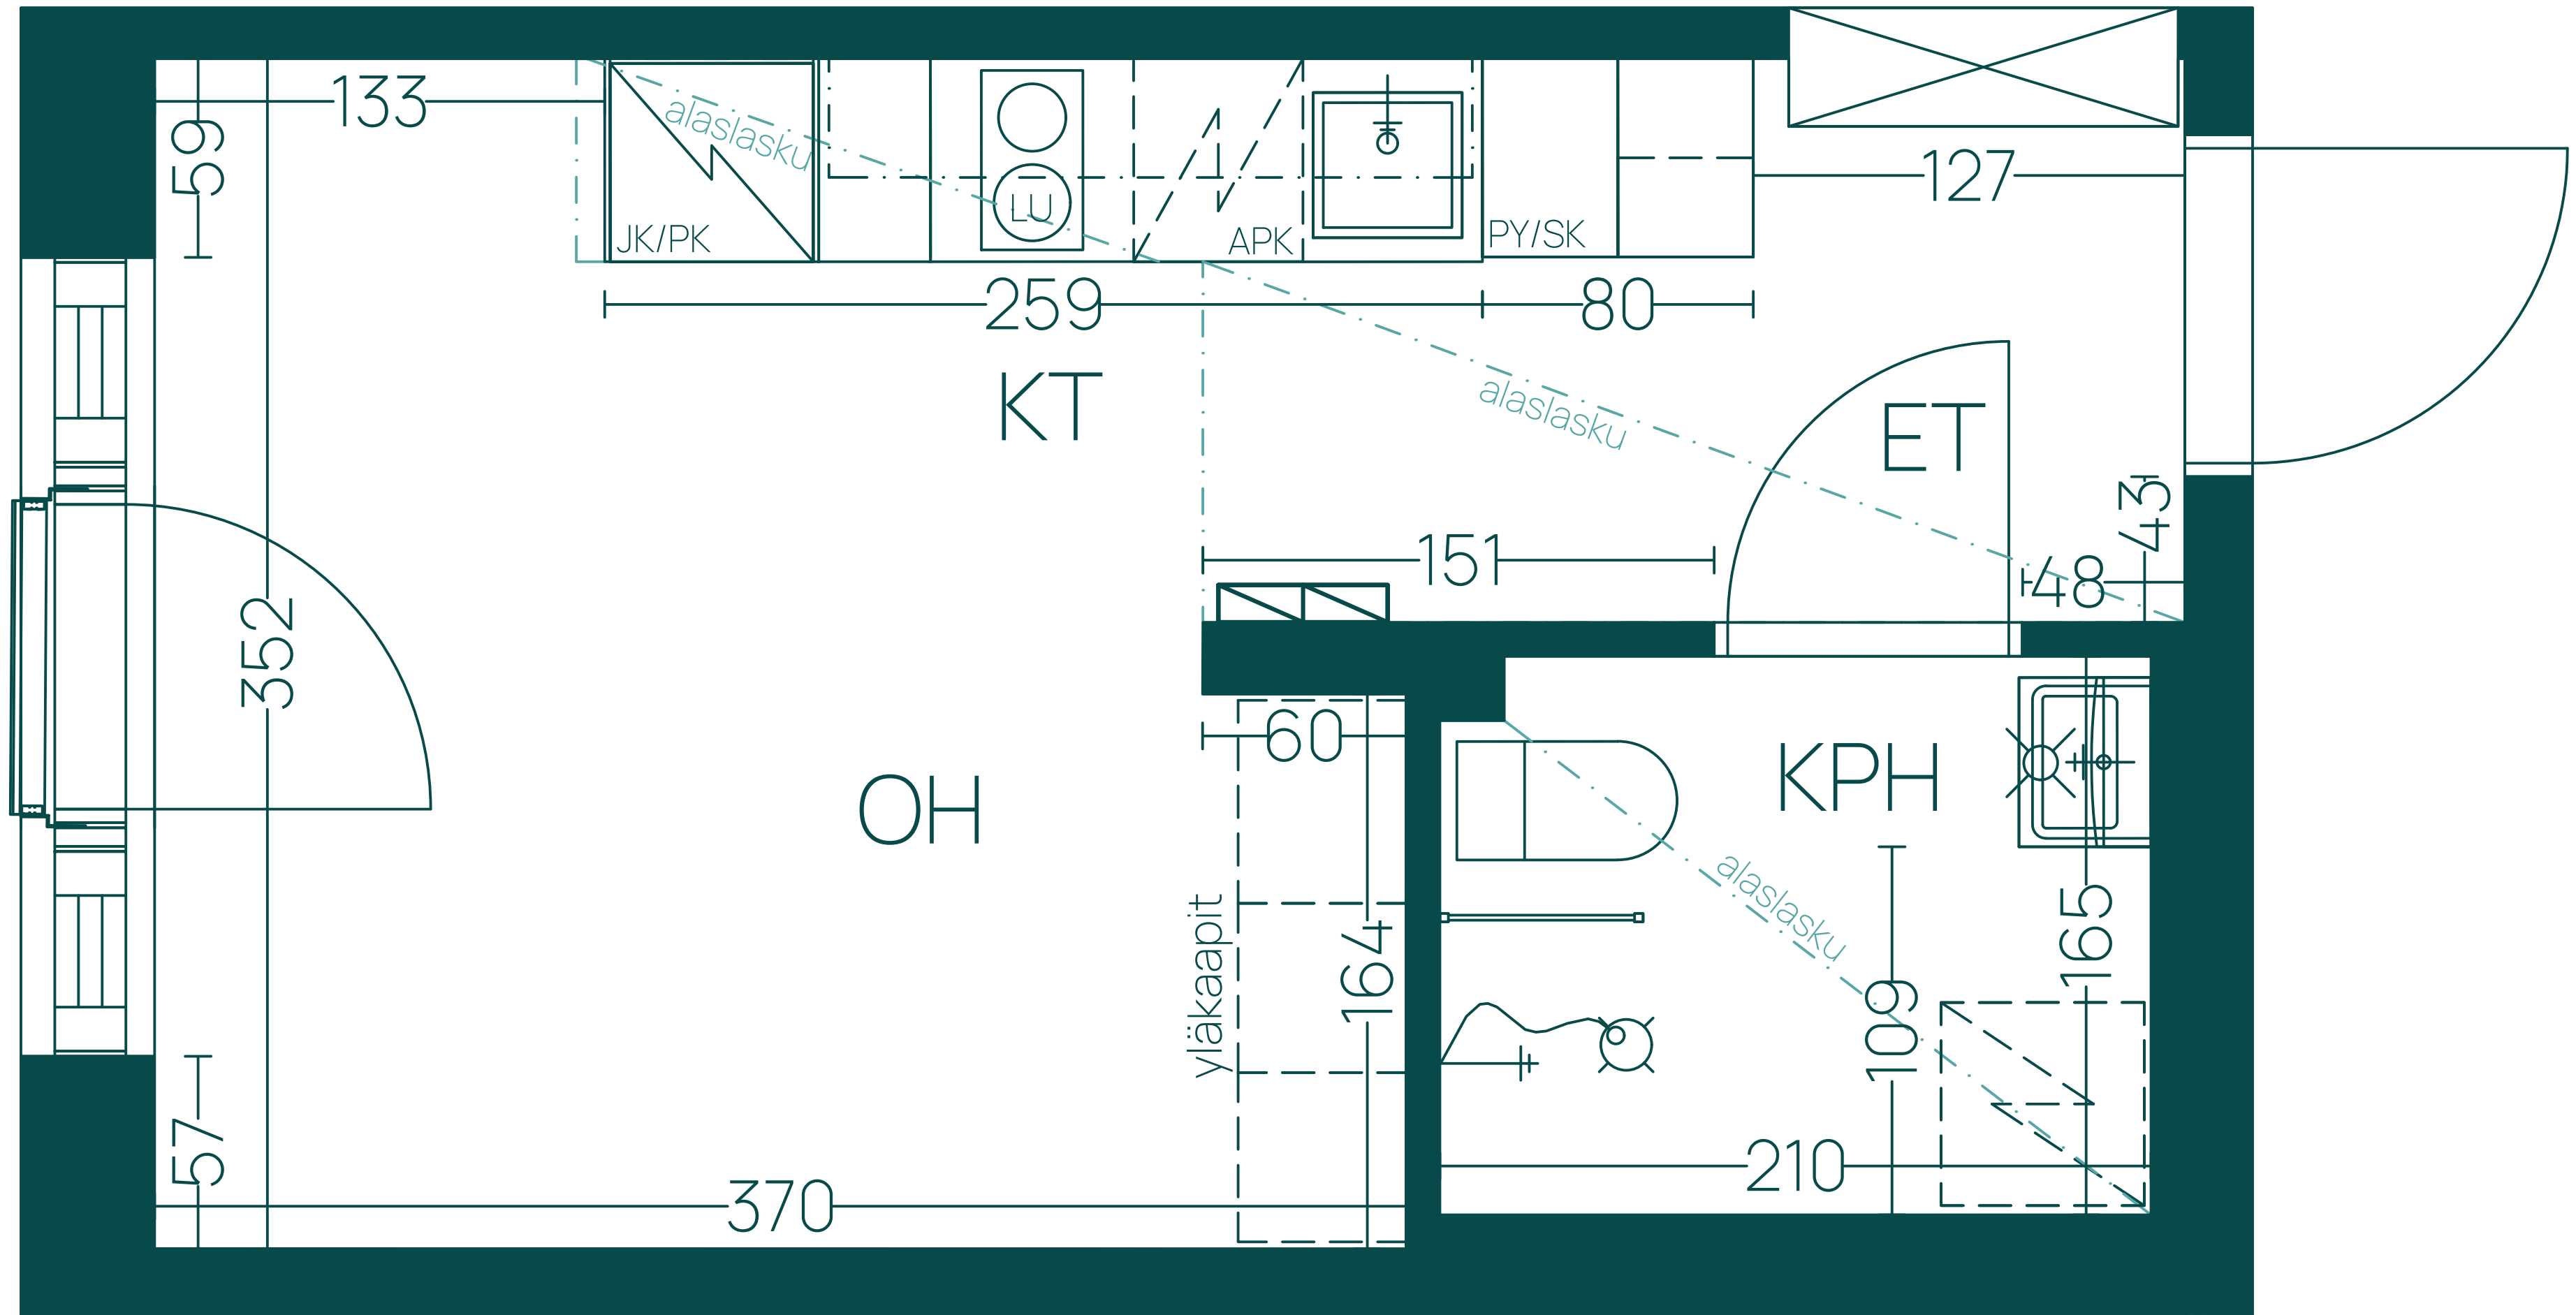 133
59
alaslasku
LU
JK/PK
APK
PY/SK
127
259
80
KT
alaslasku
ET
43
151
48
352
60
KPH
OH
alaslasku
yläkaapit
164
165
109
57
370
210